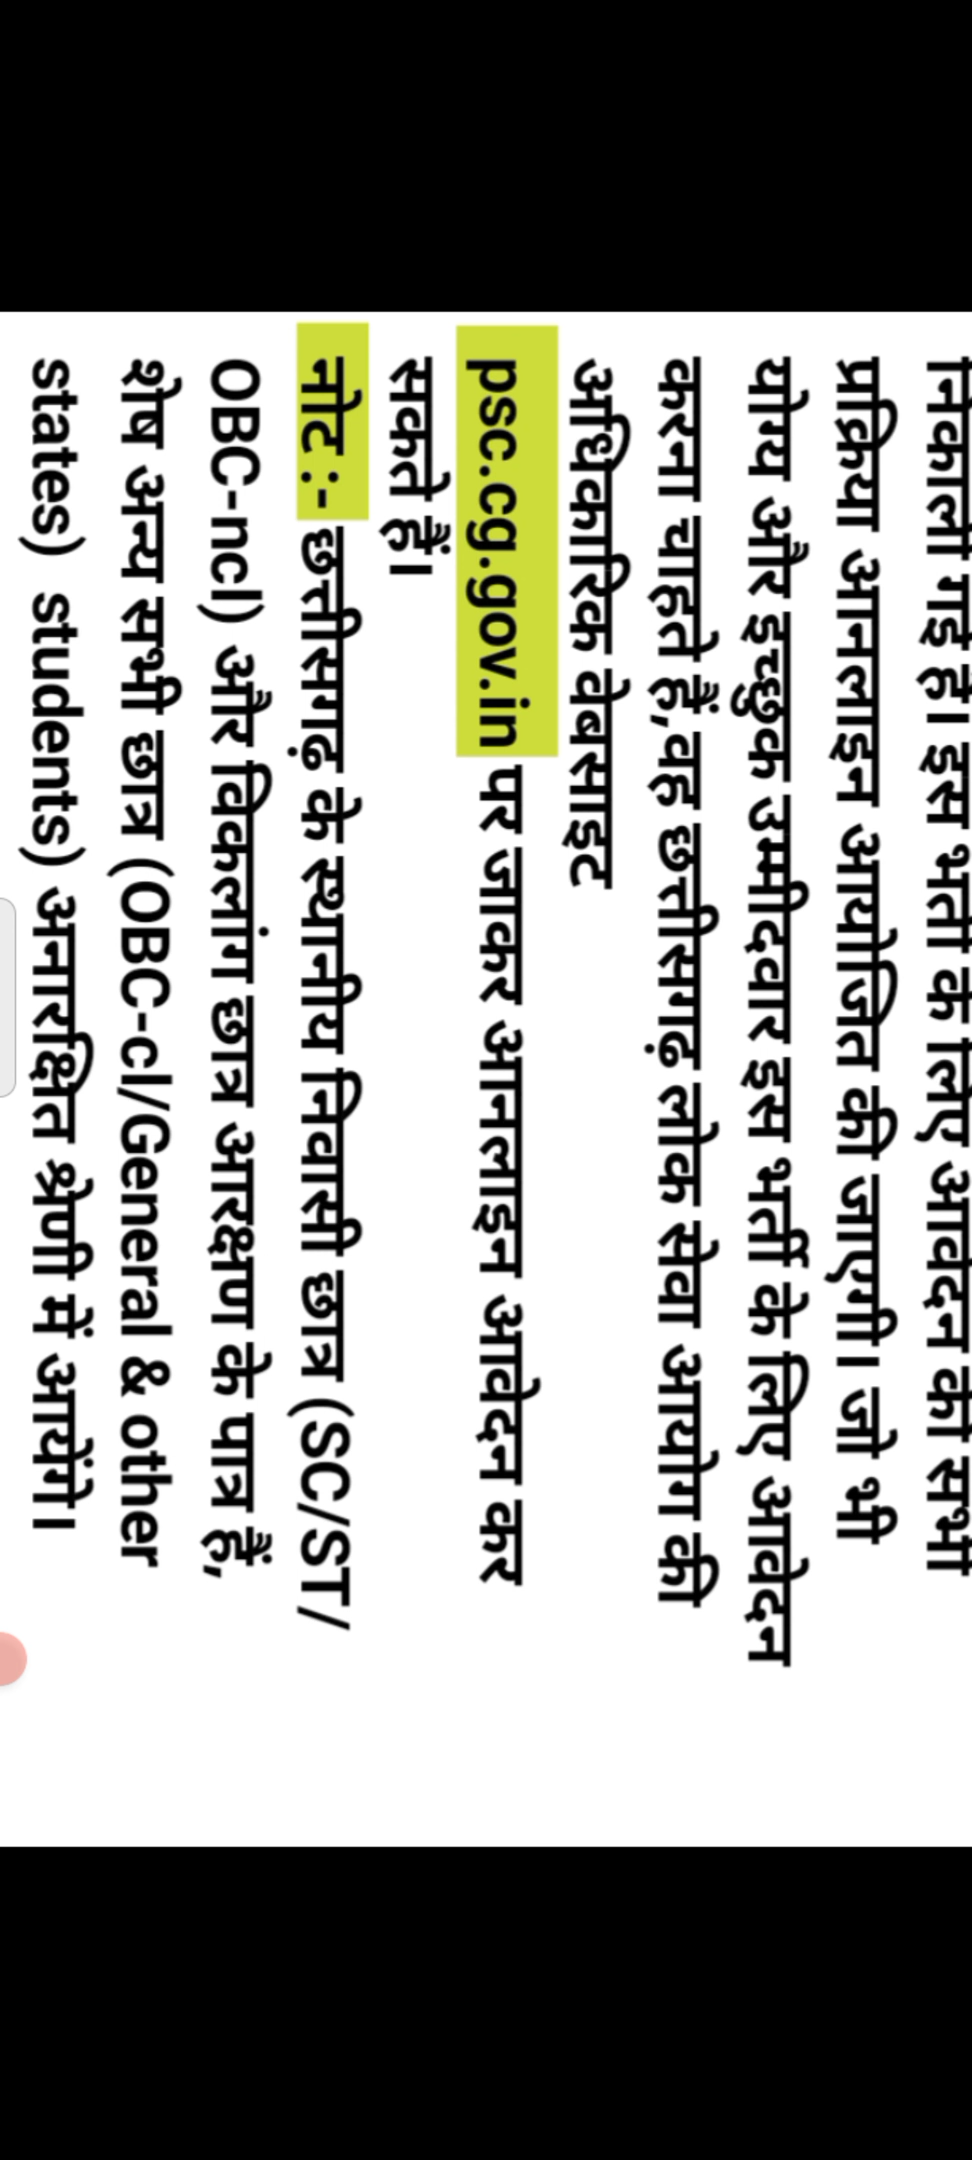 निकाली गई है। इस भर्ती के लिए आवेदन की सभी
प्रक्रिया आनलाइन आयोजित की जाएगी। जो भी
योग्य और इच्छुक उम्मीदवार इस भर्ती के लिए आवेदन
करना चाहते हैं,वह छत्तीसगढ़ लोक सेवा आयोग की
अधिकारिक वेबसाइट
psc.cg.gov.in पर जाकर आनलाइन आवेदन कर
सकते हैं।
नोट :- छत्तीसगढ़ के स्थानीय निवासी छात्र (SC/ST/
OBC-ncl) और विकलांग छात्र आरक्षण के पात्र हैं,
शेष अन्य सभी छात्र (OBC-cl/General & other
states) students) अनारक्षित श्रेणी में आयेंगे।